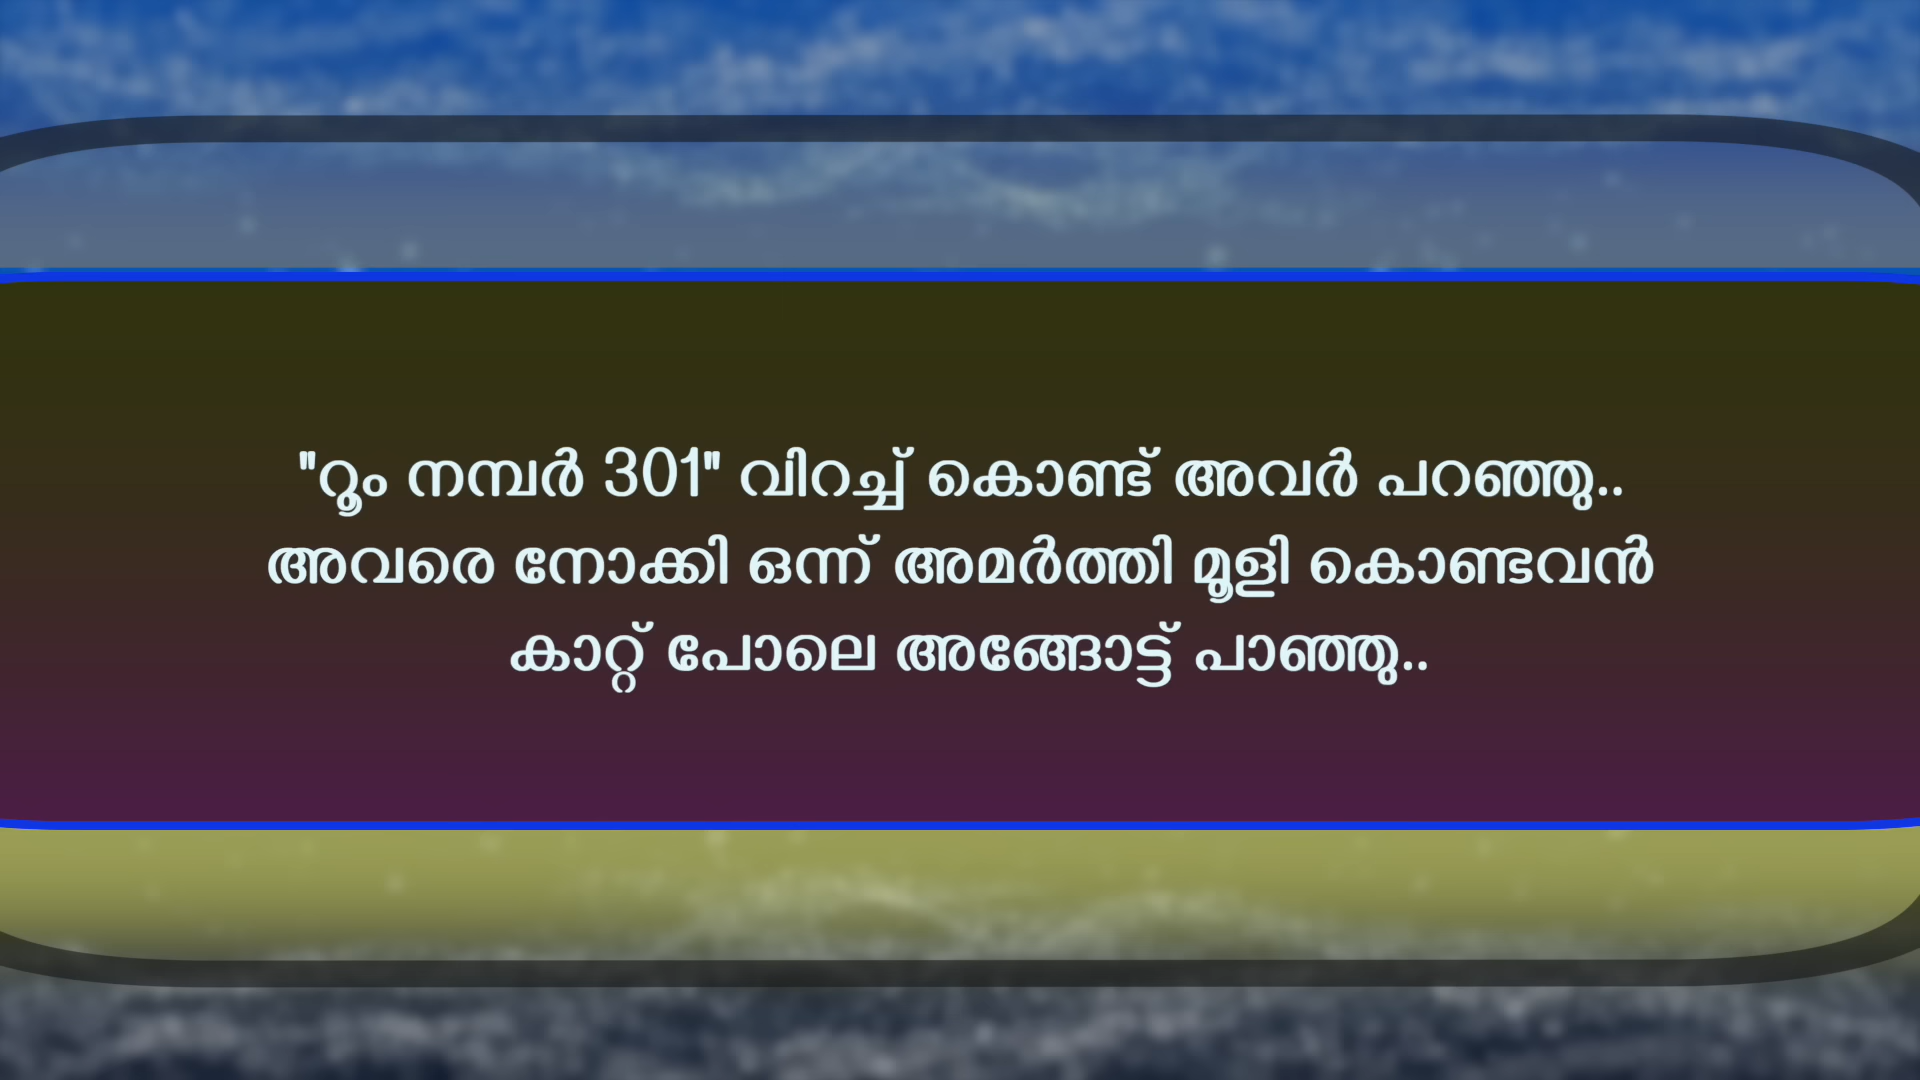 "റൂം നമ്പർ 301" വിറച്ച് കൊണ്ട് അവർ പറഞ്ഞു..
അവരെ നോക്കി ഒന്ന് അമർത്തി മൂളി കൊണ്ടവൻ
കാറ്റ് പോലെ അങ്ങോട്ട് പാഞ്ഞു..